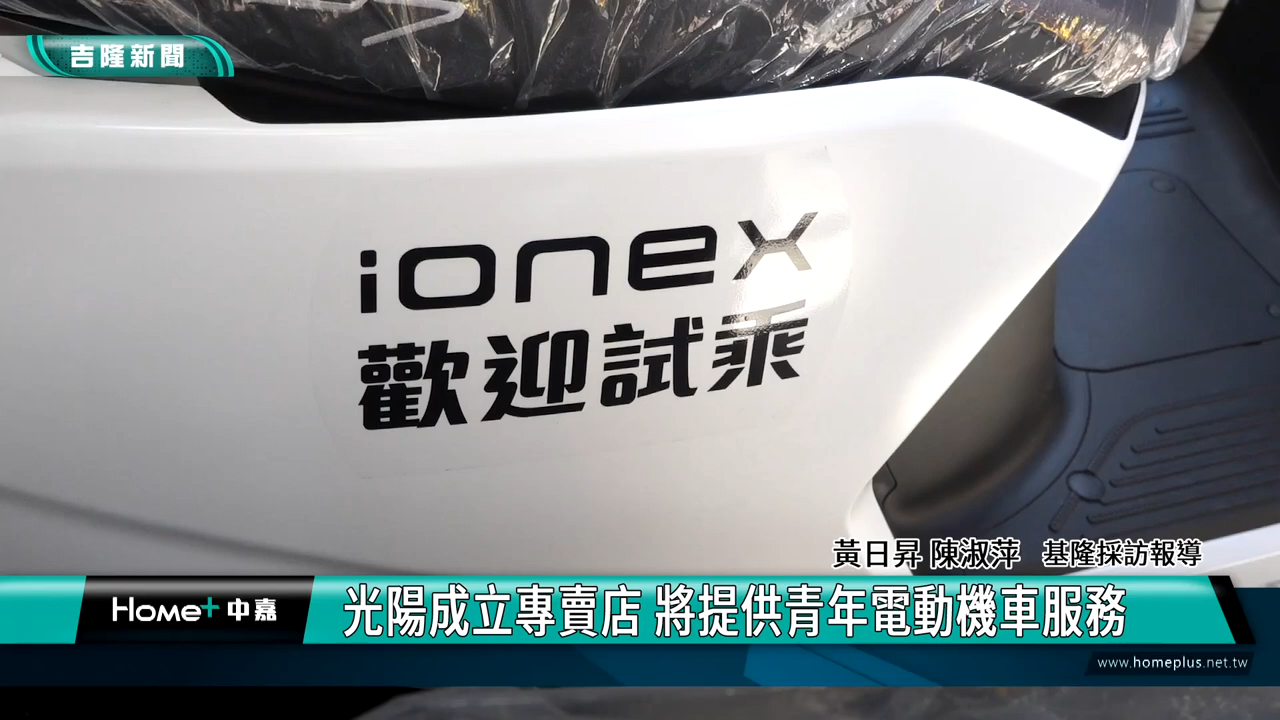 吉隆新聞
ionex
歡迎試乘
黃日昇 陳淑萍 基隆採訪報導
Home+ 中嘉
光陽成立專賣店 將提供青年電動機車服務
www.homeplus.net.tw